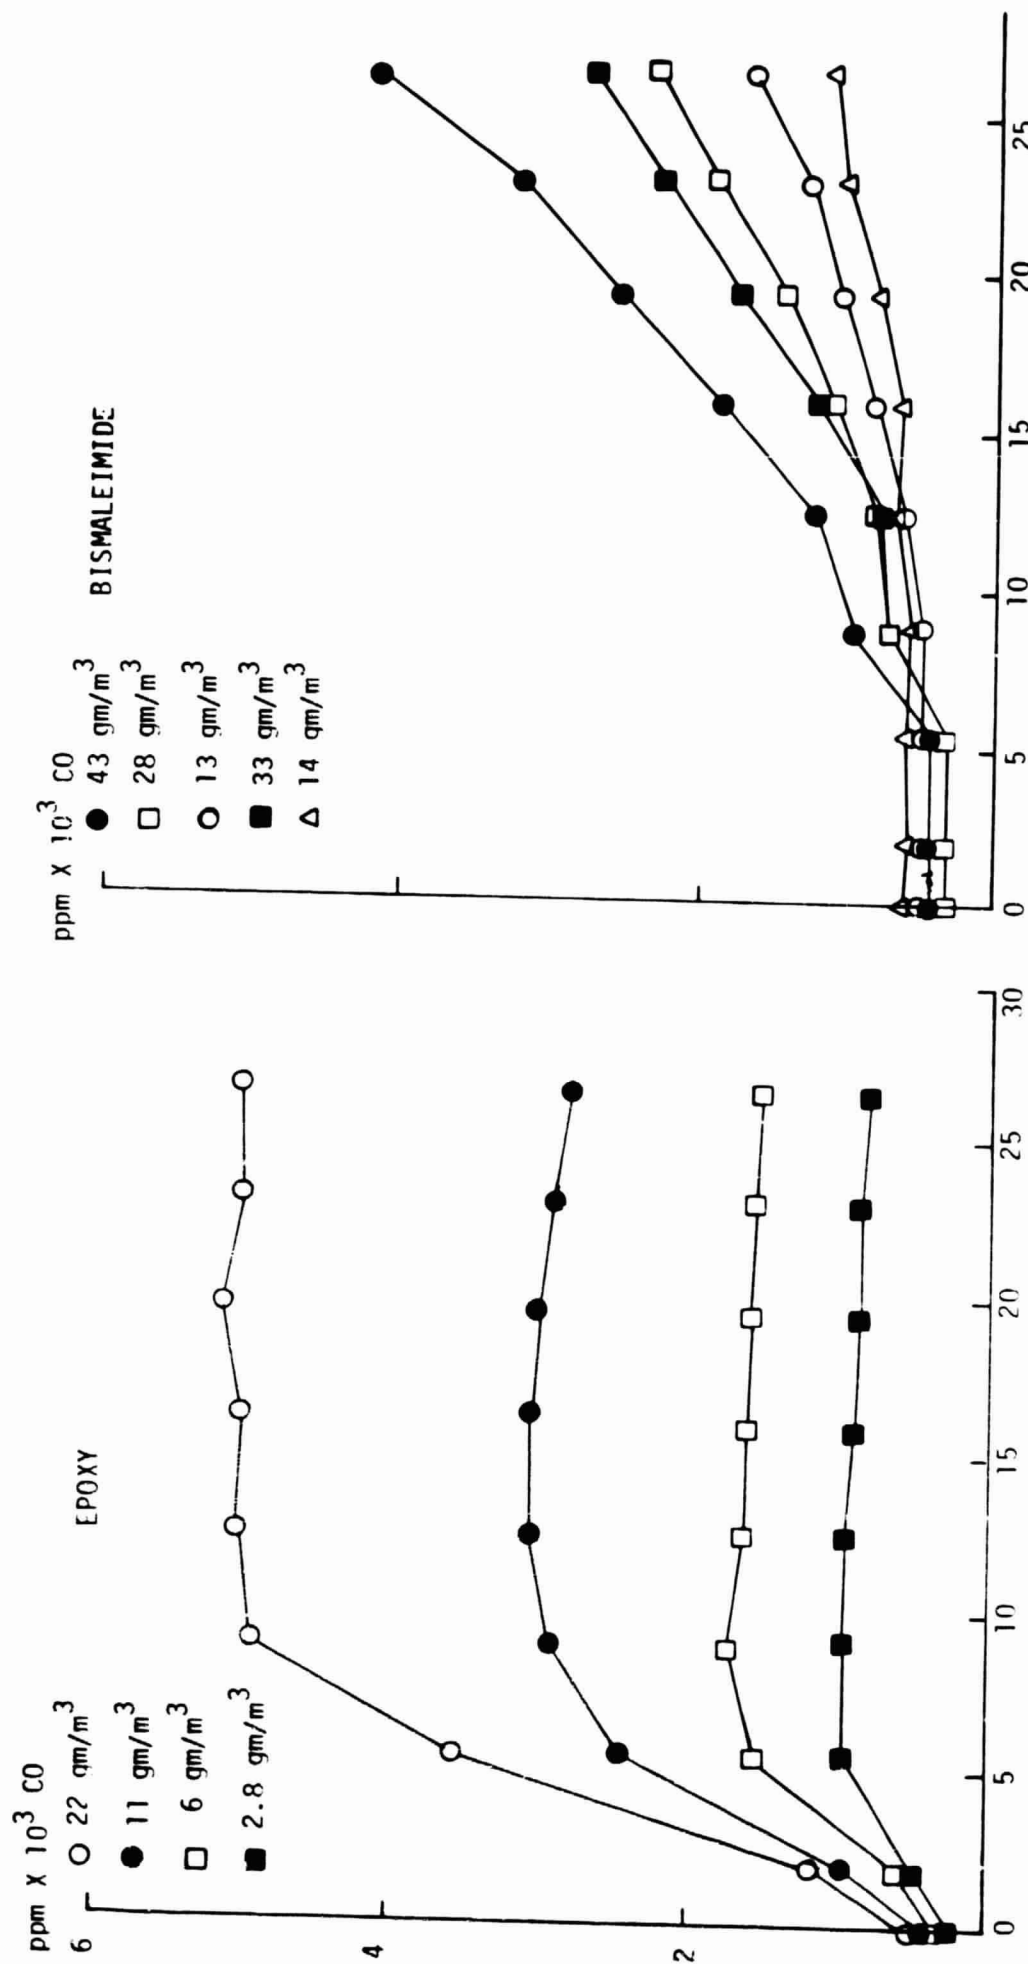 ppm X 10³ CO
EPOXY
○ 22 gm/m³
● 11 gm/m³
□ 6 gm/m³
■ 2.8 gm/m³
6
4
2
0 5 10 15 20 25 30
ppm X 10³ CO
BISMALEIMIDE
● 43 gm/m³
□ 28 gm/m³
○ 13 gm/m³
■ 33 gm/m³
△ 14 gm/m³
0 5 10 15 20 25